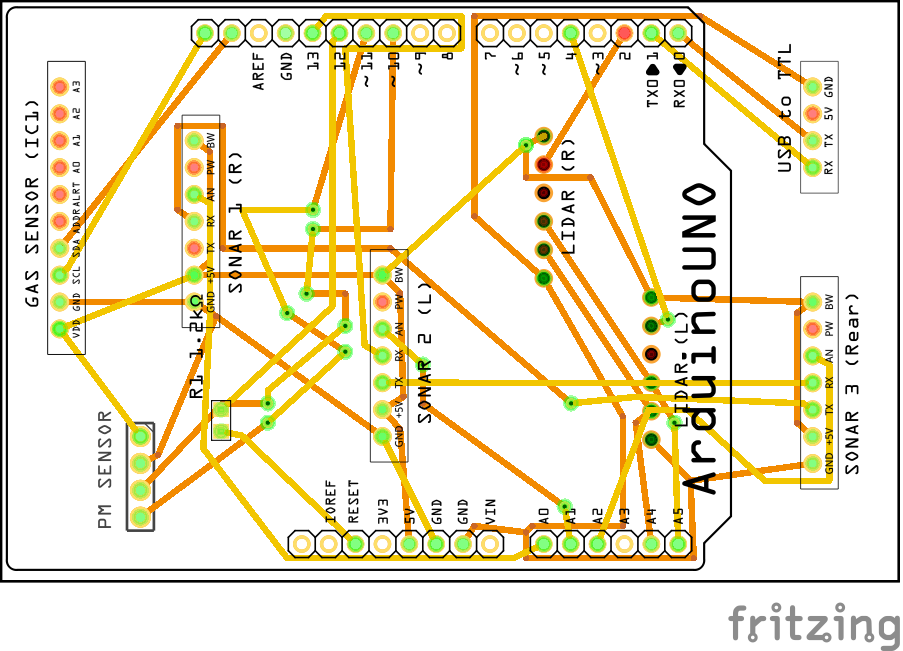 AREF
GND
13
12
~11
~10
~9
8
7
~6
~5
4
~3
2
TXO▶1
RXO◀0
GAS SENSOR (IC1)
A3
A2
A1
A0
ADDR
ALRT
SDA
SCL
GND
VDD
SONAR 1 (R)
BW
PW
AN
RX
TX
+5V
GND
R1 1.2kΩ
SONAR 2 (L)
BW
PW
AN
RX
TX
+5V
GND
LIDAR (R)
LIDAR (L)
ArduinoUNO
USB to TTL
GND
5V
TX
RX
SONAR 3 (Rear)
BW
PW
AN
RX
TX
+5V
GND
PM SENSOR
IOREF
RESET
3V3
5V
GND
GND
VIN
A0
A1
A2
A3
A4
A5
fritzing